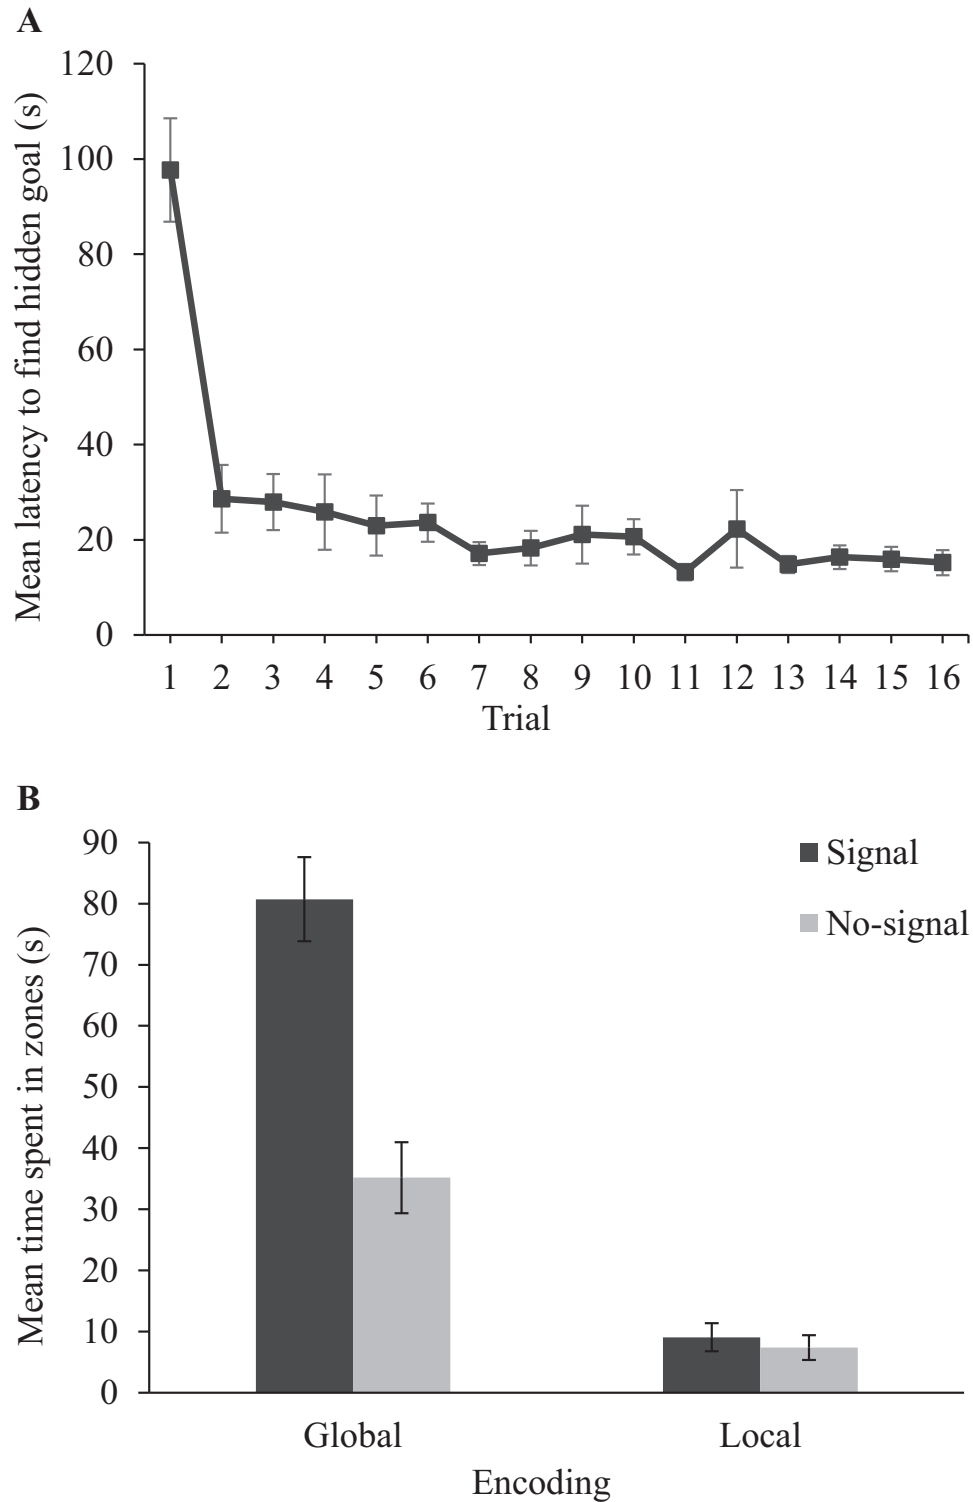 A
Mean latency to find hidden goal (s)
120
100
80
60
40
20
0
1 2 3 4 5 6 7 8 9 10 11 12 13 14 15 16
Trial
B
Mean time spent in zones (s)
90
80
70
60
50
40
30
20
10
0
Signal
No-signal
Global Local
Encoding